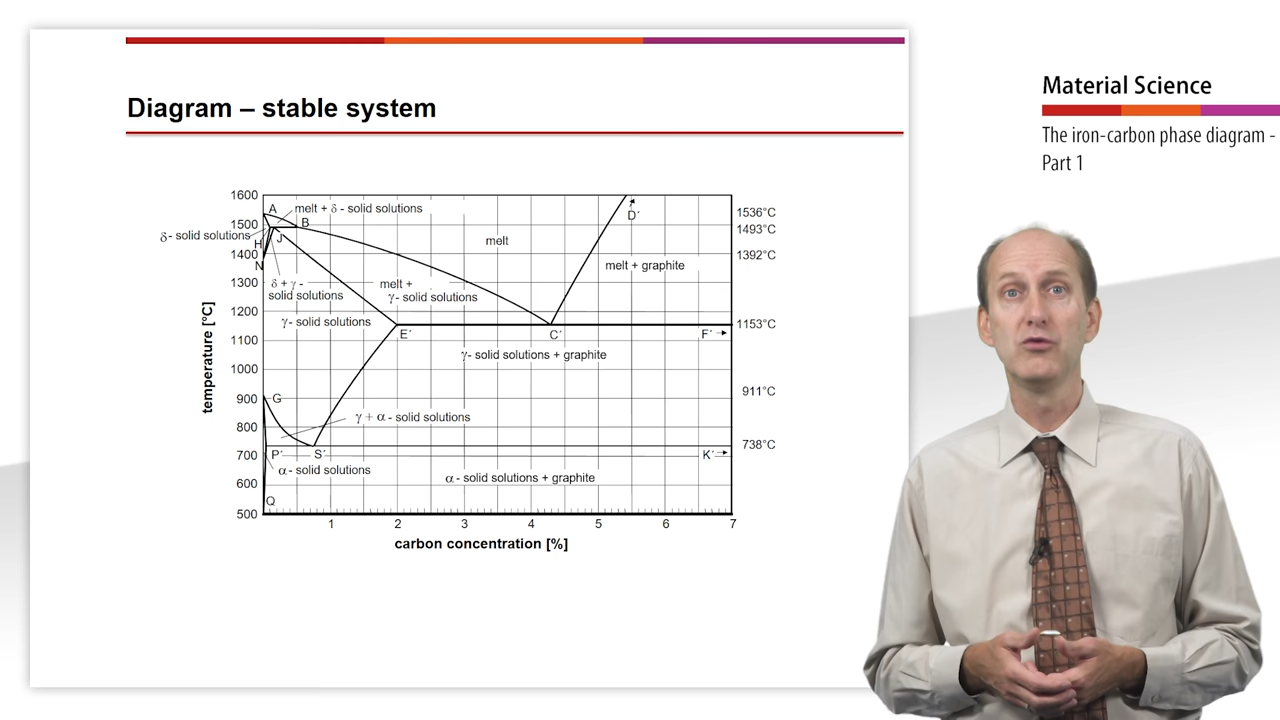 Diagram – stable system
Material Science
The iron-carbon phase diagram -
Part 1
temperature [°C]
1600
1500
1400
1300
1200
1100
1000
900
800
700
600
500
A
melt + δ - solid solutions
B
δ- solid solutions
H
J
N
melt
D´
melt + graphite
δ + γ -
solid solutions
melt +
γ- solid solutions
γ- solid solutions
E´
C´
F´
γ- solid solutions + graphite
G
γ + α - solid solutions
P´
S´
K´
α - solid solutions
α - solid solutions + graphite
Q
1536°C
1493°C
1392°C
1153°C
911°C
738°C
1 2 3 4 5 6 7
carbon concentration [%]